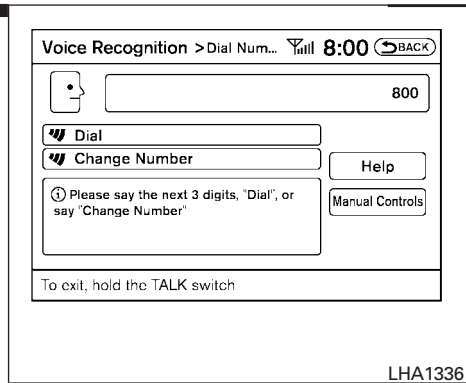 Voice Recognition > Dial Num... 8:00 BACK
800
Dial
Change Number
Help
Please say the next 3 digits, "Dial", or
say "Change Number"
Manual Controls
To exit, hold the TALK switch
LHA1336